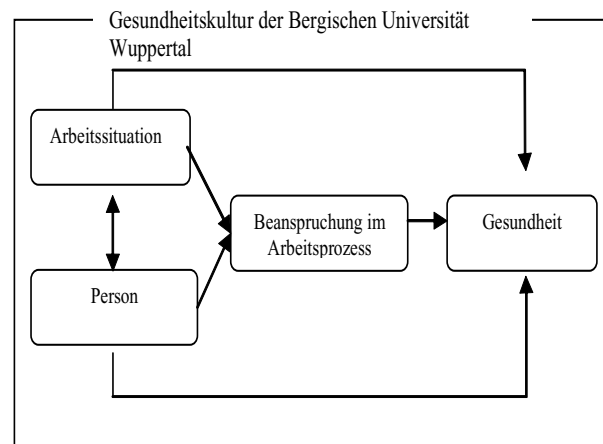 Gesundheitskultur der Bergischen Universität
Wuppertal
Arbeitssituation
Beanspruchung im
Arbeitsprozess
Gesundheit
Person